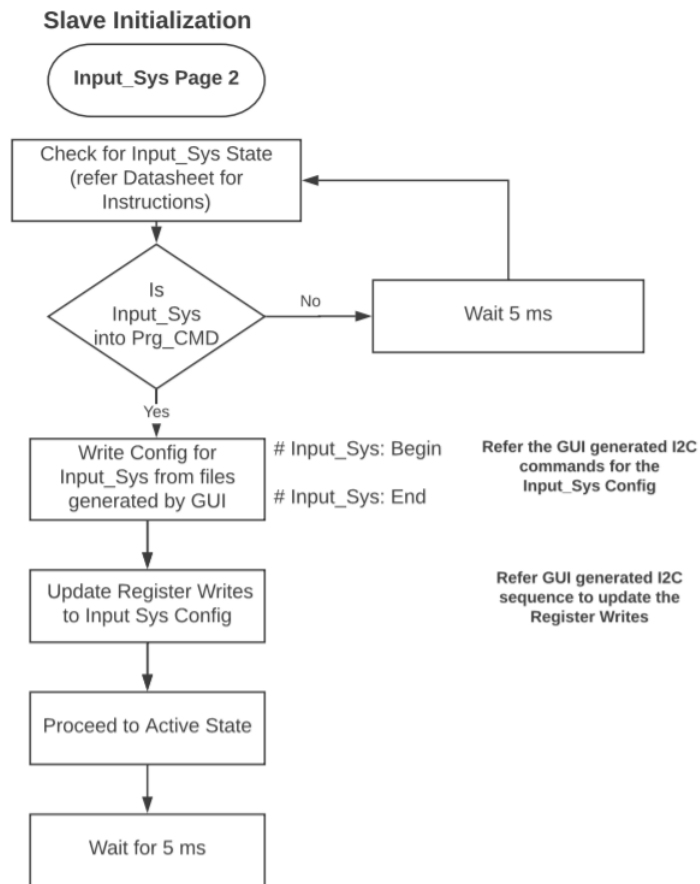 Slave Initialization
Input_Sys Page 2
Check for Input_Sys State
(refer Datasheet for
Instructions)
Is
Input_Sys
into Prg_CMD
No
Wait 5 ms
Yes
Write Config for
Input_Sys from files
generated by GUI
# Input_Sys: Begin
# Input_Sys: End
Refer the GUI generated I2C
commands for the
Input_Sys Config
Update Register Writes
to Input Sys Config
Refer GUI generated I2C
sequence to update the
Register Writes
Proceed to Active State
Wait for 5 ms